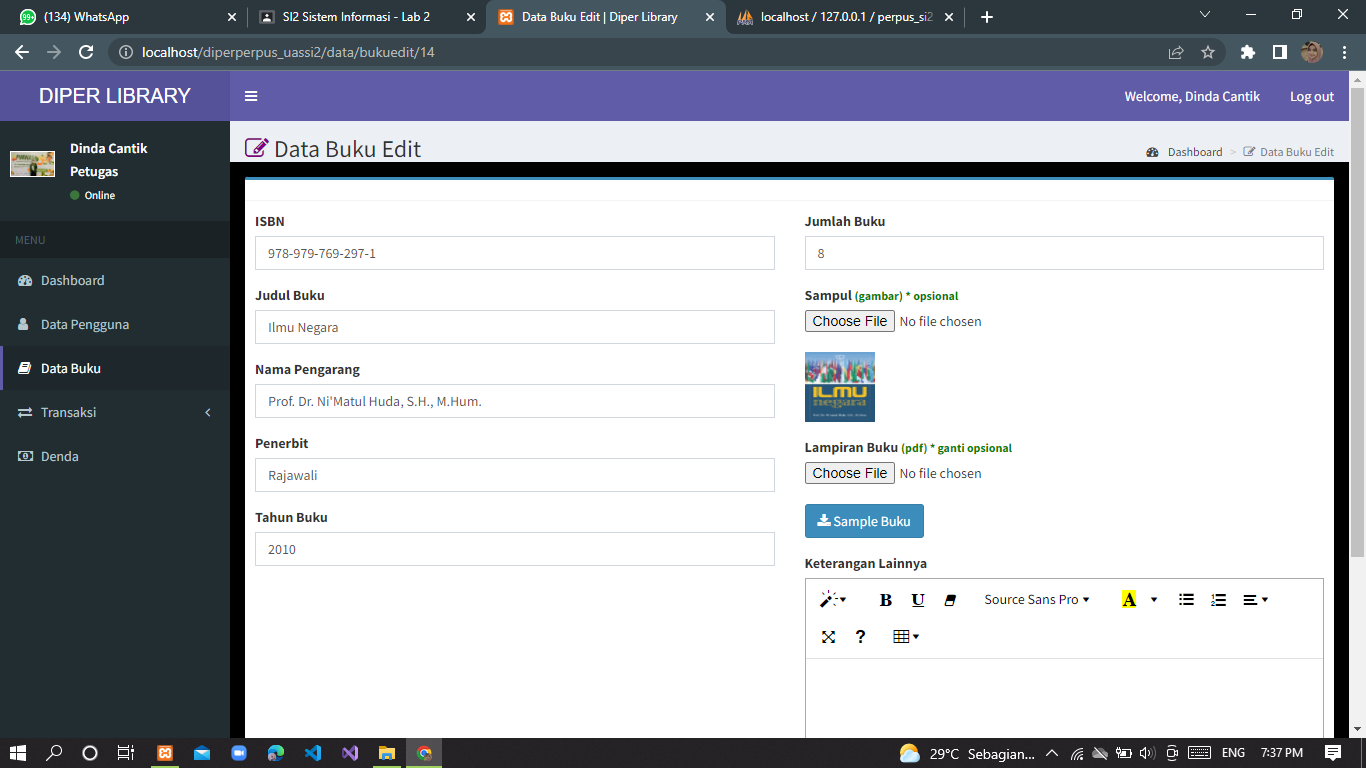 (134) WhatsApp
SI2 Sistem Informasi - Lab 2
Data Buku Edit | Diper Library
localhost / 127.0.0.1 / perpus_si2
localhost/diperperpus_uassi2/data/bukuedit/14
DIPER LIBRARY
Welcome, Dinda Cantik
Log out
Dinda Cantik
Petugas
Online
MENU
Dashboard
Data Pengguna
Data Buku
Transaksi
Denda
Data Buku Edit
Dashboard > Data Buku Edit
ISBN
978-979-769-297-1
Judul Buku
Ilmu Negara
Nama Pengarang
Prof. Dr. Ni'Matul Huda, S.H., M.Hum.
Penerbit
Rajawali
Tahun Buku
2010
Jumlah Buku
8
Sampul (gambar) * opsional
Choose File No file chosen
ILMU
negara
Lampiran Buku (pdf) * ganti opsional
Choose File No file chosen
Sample Buku
Keterangan Lainnya
B U Source Sans Pro A
?
29°C Sebagian... ENG 7:37 PM